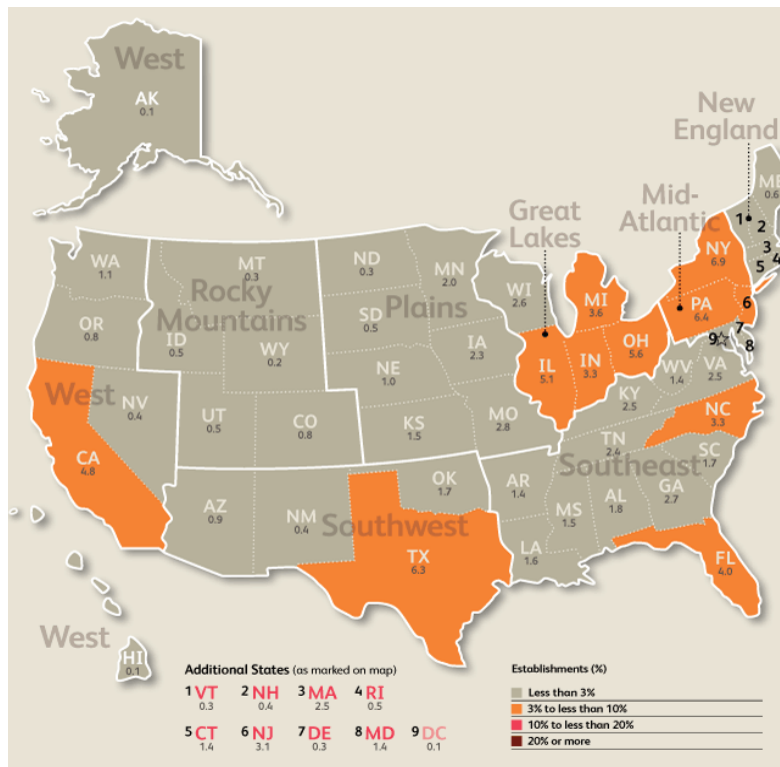 West
AK
0.1
New
England
ME
0.6
Mid-
Atlantic
Great
Lakes
1
2
3
4
5
NY
6.9
WA
1.1
MT
0.3
ND
0.3
MN
2.0
WI
2.6
MI
3.6
PA
6.4
6
Rocky
Mountains
Plains
OR
0.8
ID
0.5
SD
0.5
WY
0.2
IA
2.3
OH
5.6
7
8
9
IL
5.1
IN
3.3
WV
1.4
VA
2.5
NE
1.0
West
NV
0.4
UT
0.5
CO
0.8
KS
1.5
MO
2.8
KY
2.5
NC
3.3
CA
4.8
TN
2.4
Southeast
SC
1.7
OK
1.7
AR
1.4
AZ
0.9
NM
0.4
Southwest
MS
1.5
AL
1.8
GA
2.7
TX
6.3
LA
1.6
FL
4.0
West
HI
0.1
Additional States (as marked on map)
1 VT 2 NH 3 MA 4 RI
0.3 0.4 2.5 0.5
5 CT 6 NJ 7 DE 8 MD 9 DC
1.4 3.1 0.3 1.4 0.1
Establishments (%)
Less than 3%
3% to less than 10%
10% to less than 20%
20% or more